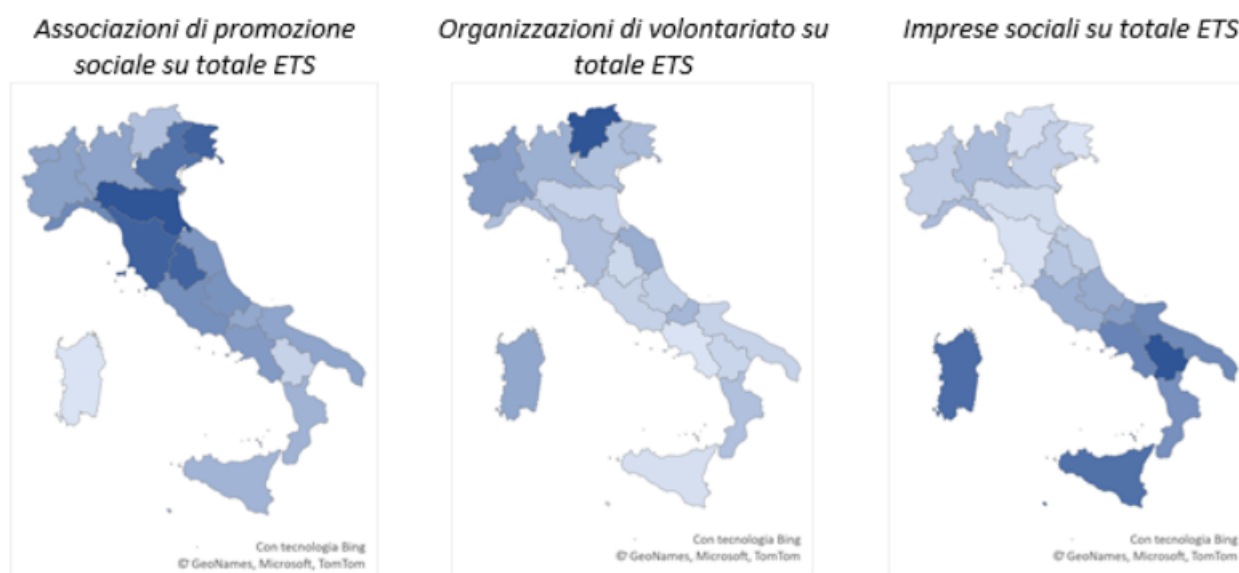 Associazioni di promozione
sociale su totale ETS
Organizzazioni di volontariato su
totale ETS
Imprese sociali su totale ETS
Con tecnologia Bing
© GeoNames, Microsoft, TomTom
Con tecnologia Bing
© GeoNames, Microsoft, TomTom
Con tecnologia Bing
© GeoNames, Microsoft, TomTom